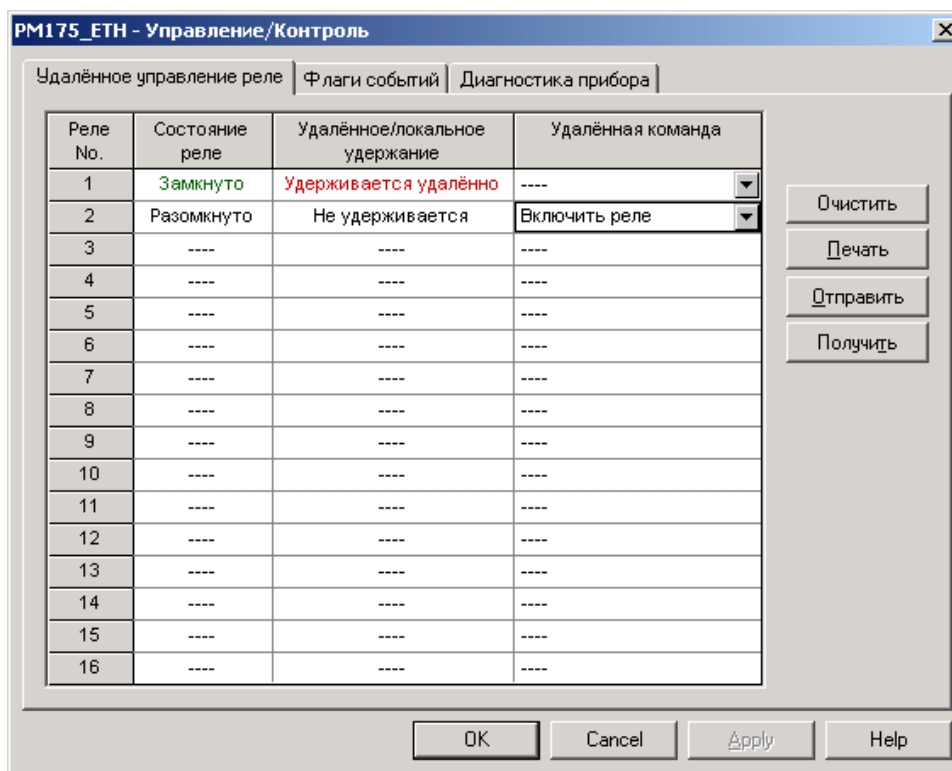 PM175_ETH - Управление/Контроль
Удалённое управление реле Флаги событий Диагностика прибора
Реле No. Состояние реле Удалённое/локальное удержание Удалённая команда
1 Замкнуто Удерживается удалённо ----
2 Разомкнуто Не удерживается Включить реле
3 ---- ---- ----
4 ---- ---- ----
5 ---- ---- ----
6 ---- ---- ----
7 ---- ---- ----
8 ---- ---- ----
9 ---- ---- ----
10 ---- ---- ----
11 ---- ---- ----
12 ---- ---- ----
13 ---- ---- ----
14 ---- ---- ----
15 ---- ---- ----
16 ---- ---- ----
Очистить
Печать
Отправить
Получить
OK Cancel Apply Help